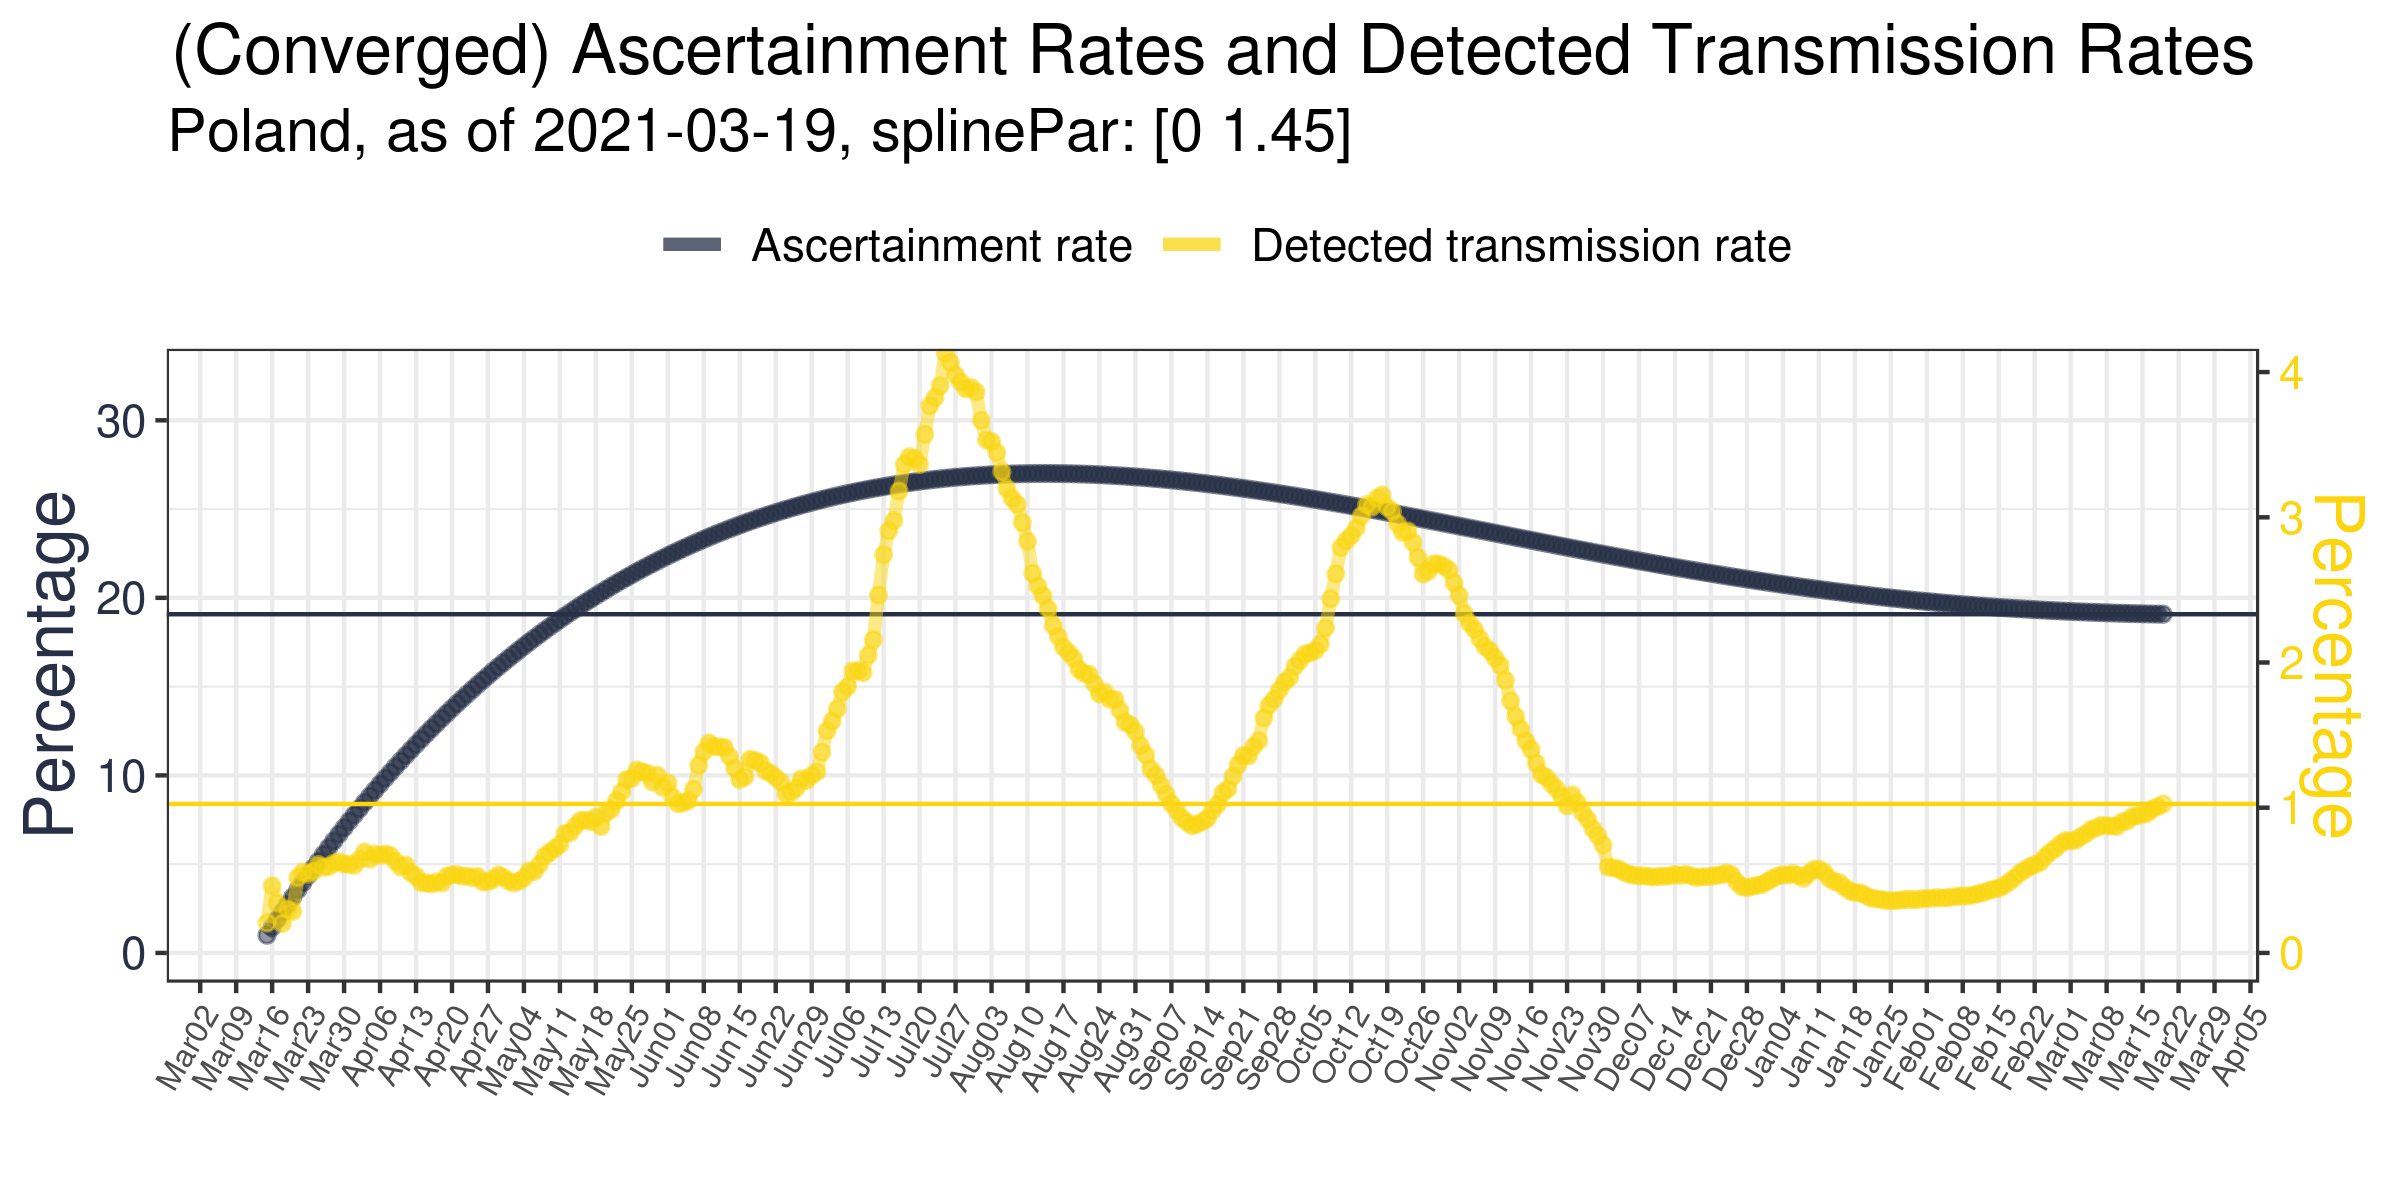 (Converged) Ascertainment Rates and Detected Transmission Rates
Poland, as of 2021-03-19, splinePar: [0 1.45]
Ascertainment rate
Detected transmission rate
Percentage
30
20
10
0
4
3
2
1
0
Percentage
Mar02
Mar09
Mar16
Mar23
Mar30
Apr06
Apr13
Apr20
Apr27
May04
May11
May18
May25
Jun01
Jun08
Jun15
Jun22
Jun29
Jul06
Jul13
Jul20
Jul27
Aug03
Aug10
Aug17
Aug24
Aug31
Sep07
Sep14
Sep21
Sep28
Oct05
Oct12
Oct19
Oct26
Nov02
Nov09
Nov16
Nov23
Nov30
Dec07
Dec14
Dec21
Dec28
Dec04
Jan11
Jan18
Jan25
Feb01
Feb08
Feb15
Feb22
Mar01
Mar08
Mar15
Mar22
Mar29
Apr05